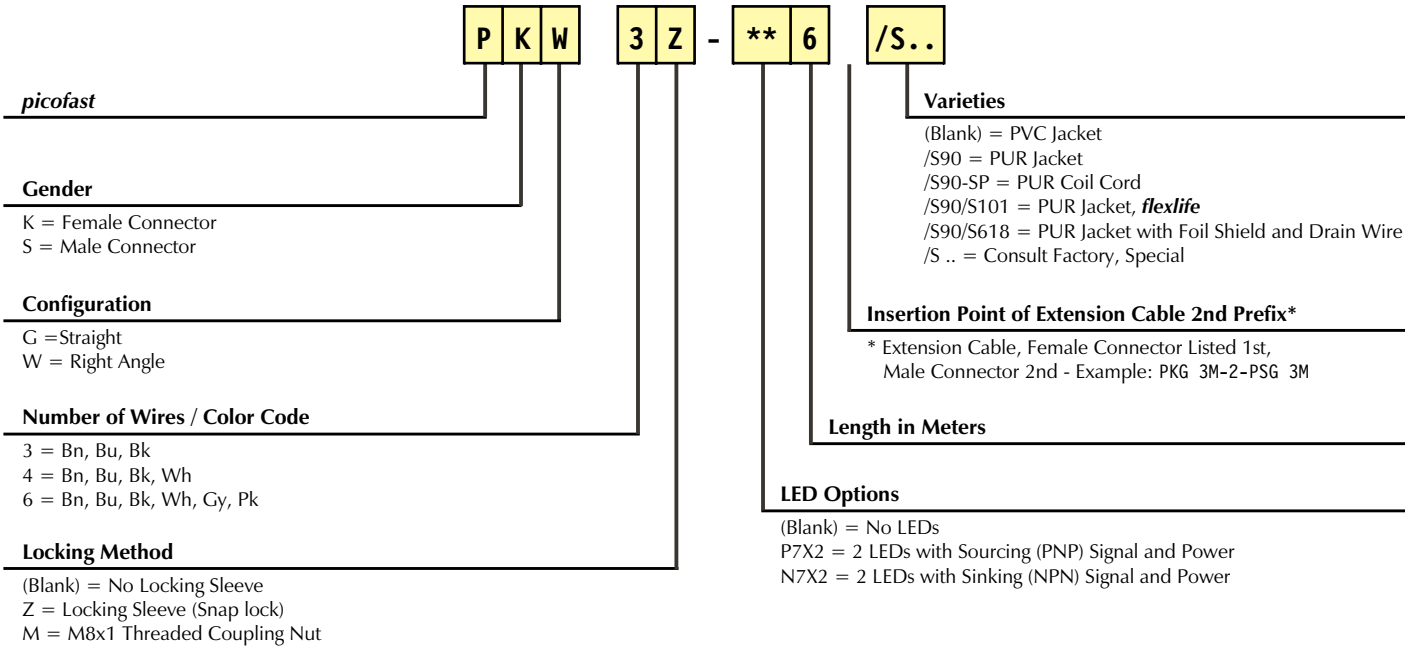 P K W 3 Z - ** 6 /S..
picofast
Gender
K = Female Connector
S = Male Connector
Configuration
G =Straight
W = Right Angle
Number of Wires / Color Code
3 = Bn, Bu, Bk
4 = Bn, Bu, Bk, Wh
6 = Bn, Bu, Bk, Wh, Gy, Pk
Locking Method
(Blank) = No Locking Sleeve
Z = Locking Sleeve (Snap lock)
M = M8x1 Threaded Coupling Nut
Varieties
(Blank) = PVC Jacket
/S90 = PUR Jacket
/S90-SP = PUR Coil Cord
/S90/S101 = PUR Jacket, flexlife
/S90/S618 = PUR Jacket with Foil Shield and Drain Wire
/S .. = Consult Factory, Special
Insertion Point of Extension Cable 2nd Prefix*
* Extension Cable, Female Connector Listed 1st,
Male Connector 2nd - Example: PKG 3M-2-PSG 3M
Length in Meters
LED Options
(Blank) = No LEDs
P7X2 = 2 LEDs with Sourcing (PNP) Signal and Power
N7X2 = 2 LEDs with Sinking (NPN) Signal and Power